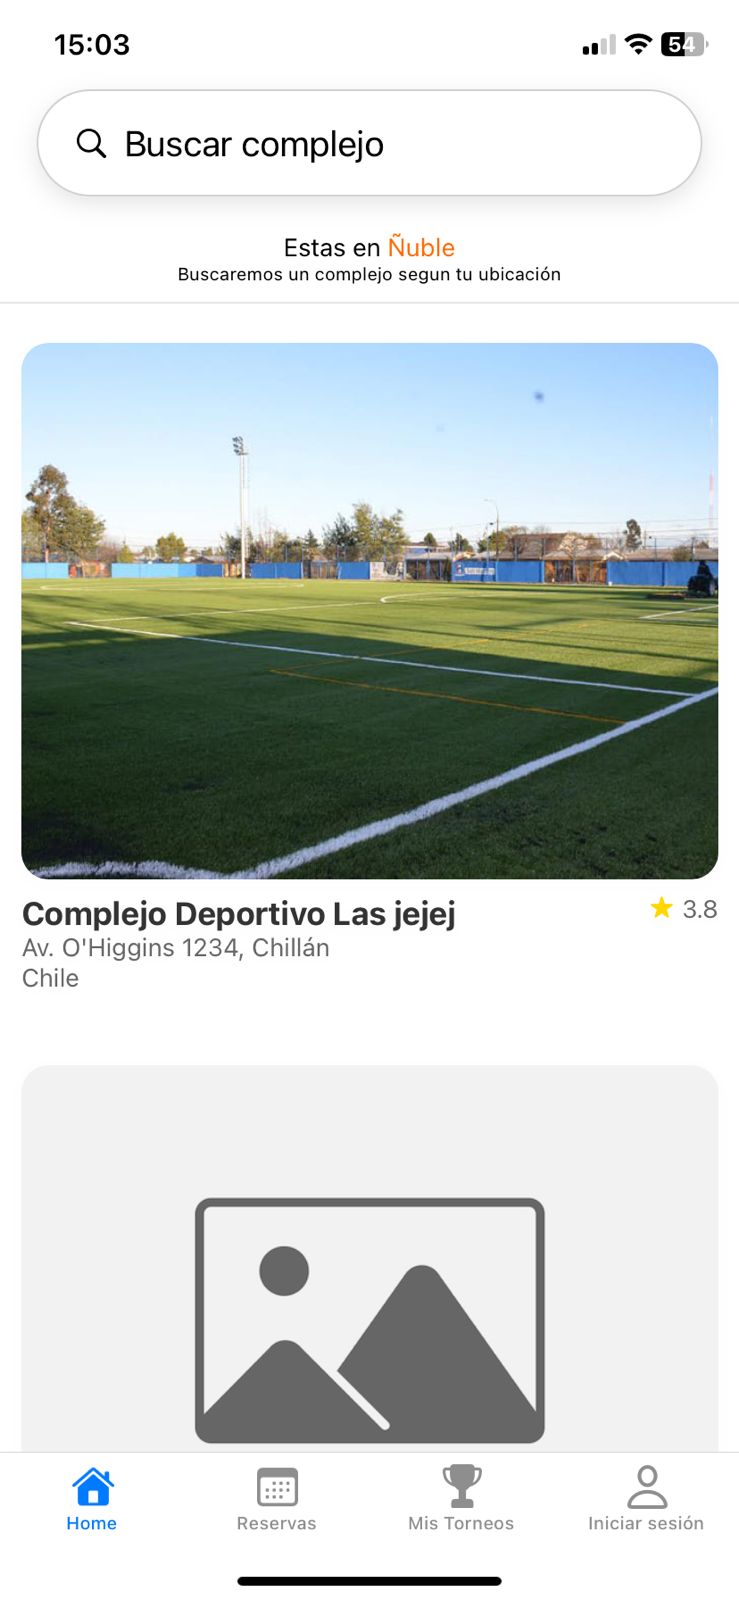 15:03
54
Buscar complejo
Estas en Ñuble
Buscaremos un complejo segun tu ubicación
Complejo Deportivo Las jejej
3.8
Av. O'Higgins 1234, Chillán
Chile
Home
Reservas
Mis Torneos
Iniciar sesión